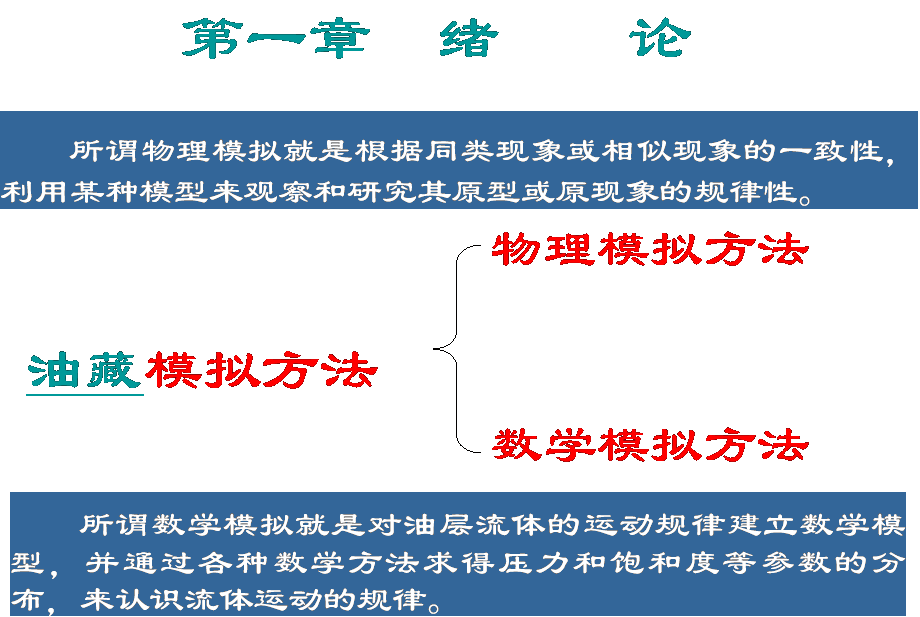 第一章 绪 论
所谓物理模拟就是根据同类现象或相似现象的一致性，
利用某种模型来观察和研究其原型或原现象的规律性。
物理模拟方法
油藏模拟方法
数学模拟方法
所谓数学模拟就是对油层流体的运动规律建立数学模
型，并通过各种数学方法求得压力和饱和度等参数的分
布，来认识流体运动的规律。